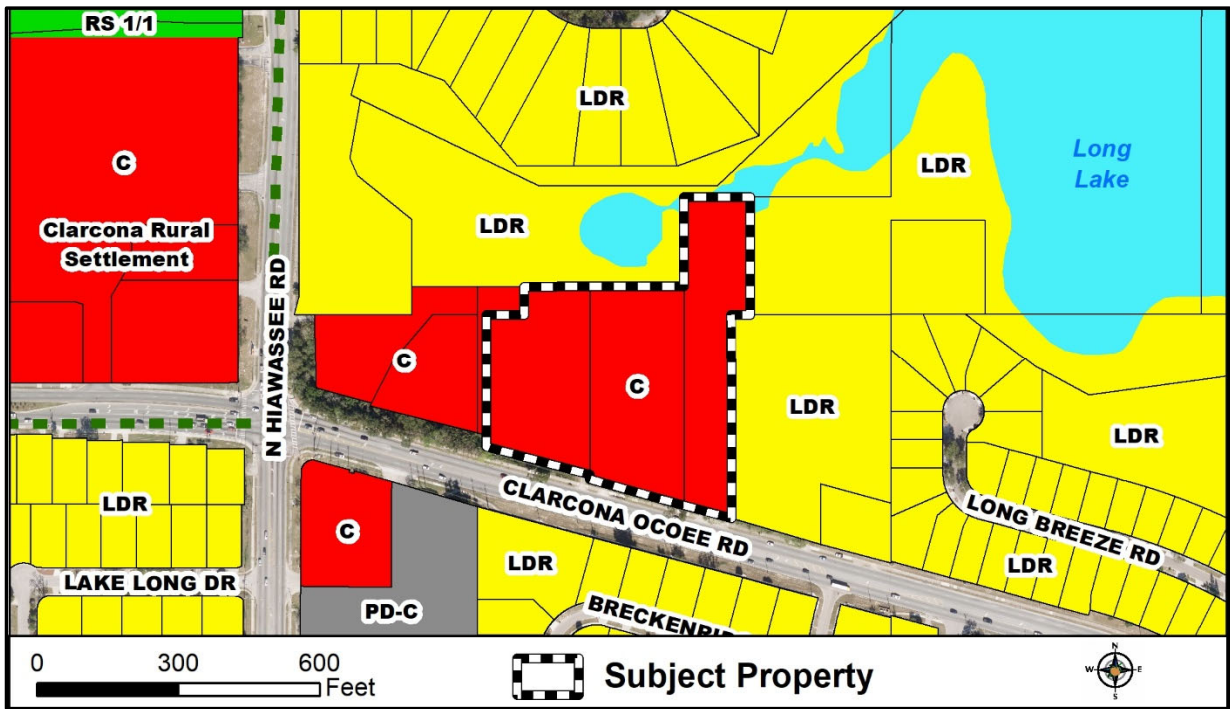 RS 1/1
LDR
C
Long
Lake
LDR
Clarcona Rural
Settlement
LDR
N HIAWASSEE RD
C
C
LDR
LDR
LDR
C
CLARCONA OCOEE RD
LONG BREEZE RD
LAKE LONG DR
LDR
LDR
PD-C
0 300 600
Feet
Subject Property
N
W E
S